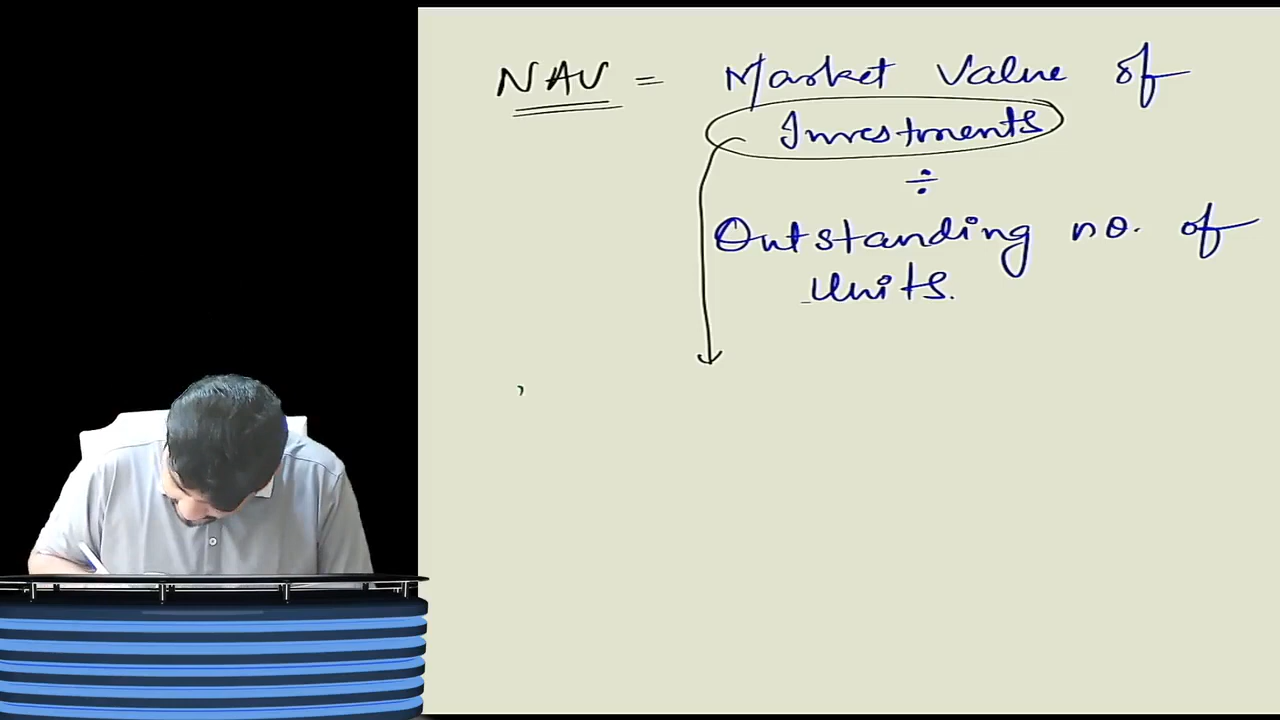 NAV = Market Value of
Investments
÷
Outstanding no. of
Units.